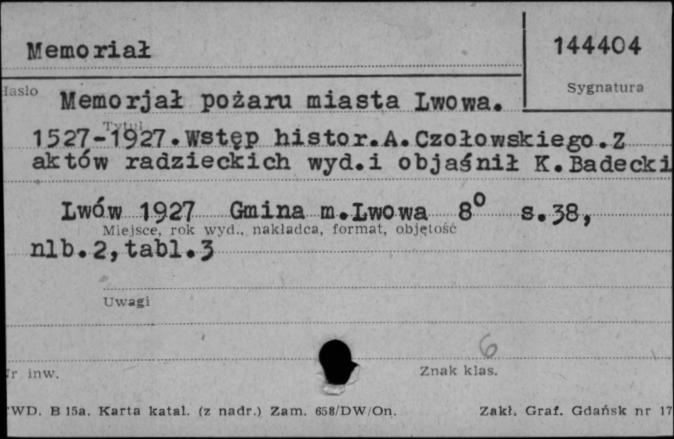 Memoriał
144404
Hasło
Sygnatura
Memorjał pożaru miasta Lwowa.
Tytuł
1527-1927.Wstęp histor.A.Czołowskiego.Z
aktów radzieckich wyd.i objaśnił K.Badecki
Lwów 1927 Gmina m.Lwowa 8° s.38,
Miejsce, rok wyd., nakładca, format, objętość
nlb.2,tabl.3
Uwagi
6
Nr inw.
Znak klas.
WD. B 15a. Karta katal. (z nadr.) Zam. 658/DW/On.
Zakł. Graf. Gdańsk nr 17